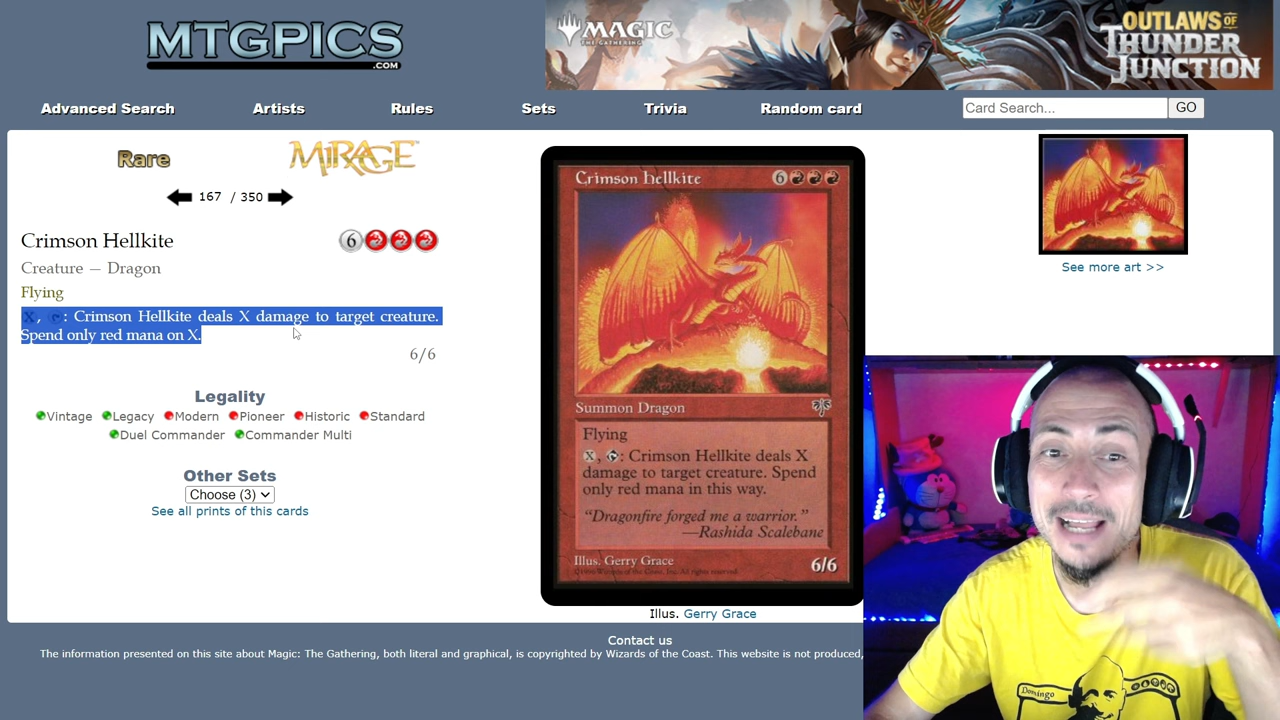 MTGPICS
.COM
MAGIC
THE GATHERING
OUTLAWS OF
THUNDER
JUNCTION
Advanced Search Artists Rules Sets Trivia Random card Card Search... GO
Rare MIRAGE
167 / 350
Crimson Hellkite 6
Creature — Dragon
Flying
X, : Crimson Hellkite deals X damage to target creature.
Spend only red mana on X.
6/6
Legality
Vintage Legacy Modern Pioneer Historic Standard
Duel Commander Commander Multi
Other Sets
Choose (3)
See all prints of this cards
Crimson Hellkite 6
Summon Dragon
Flying
X, : Crimson Hellkite deals X
damage to target creature. Spend
only red mana in this way.
“Dragonfire forged me a warrior.”
—Rashida Scalebane
Illus. Gerry Grace
6/6
Illus. Gerry Grace
See more art >>
Contact us
The information presented on this site about Magic: The Gathering, both literal and graphical, is copyrighted by Wizards of the Coast. This website is not produced,
Domingo